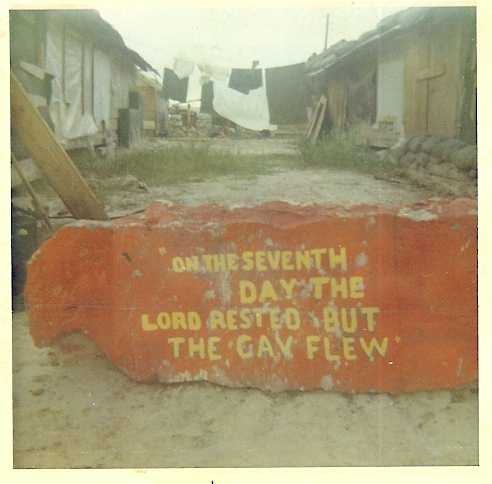 "ON THE SEVENTH
DAY THE
LORD RESTED BUT
THE CAV FLEW"